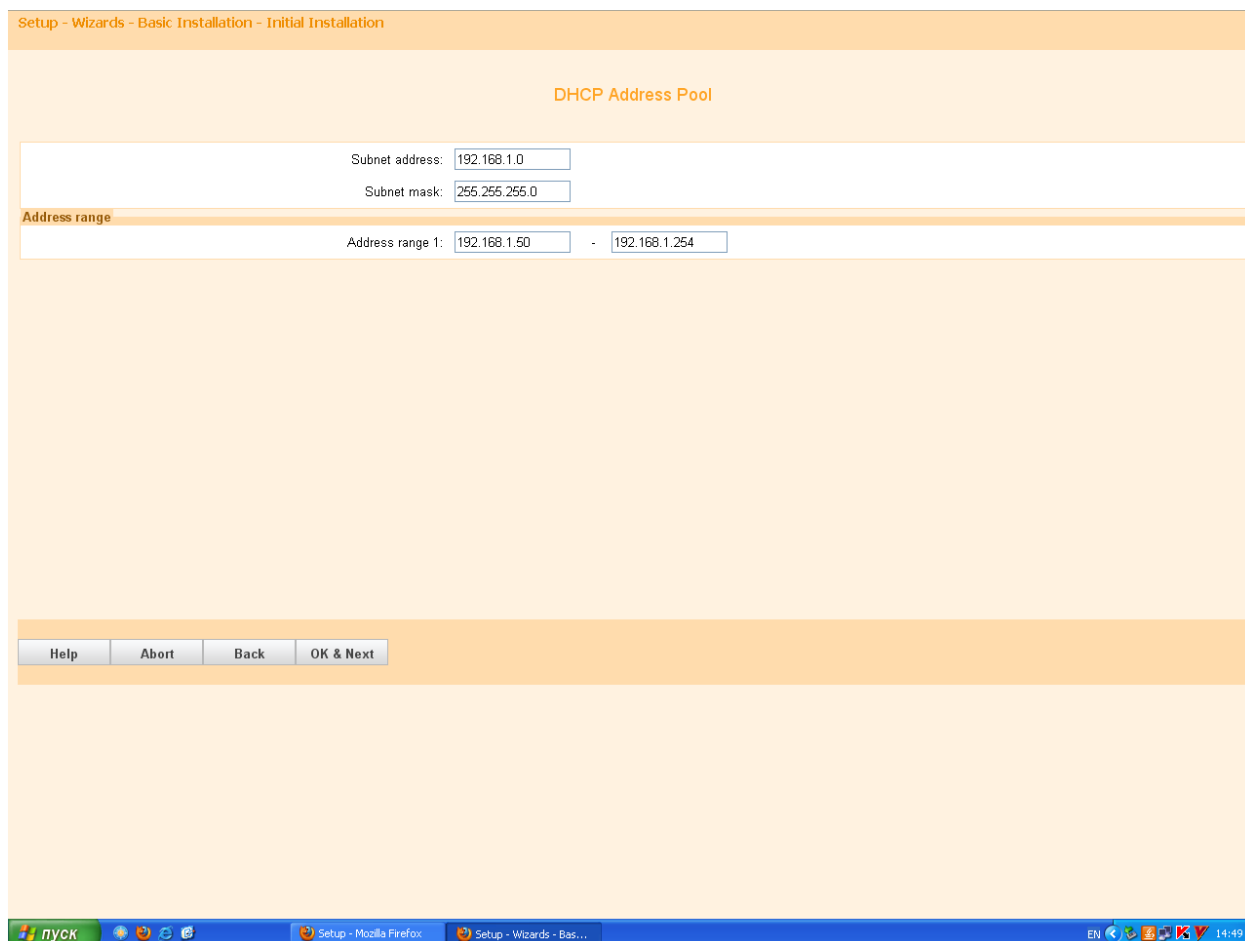 Setup - Wizards - Basic Installation - Initial Installation
DHCP Address Pool
Subnet address: 192.168.1.0
Subnet mask: 255.255.255.0
Address range
Address range 1: 192.168.1.50 - 192.168.1.254
Help Abort Back OK & Next
пуск Setup - Mozilla Firefox Setup - Wizards - Bas... EN 14:49